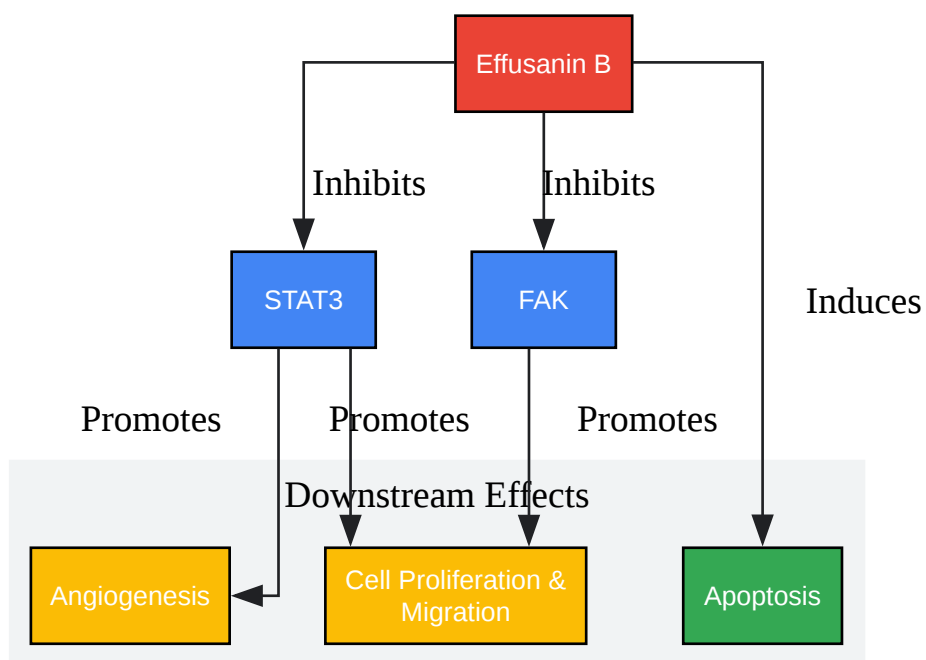 Effusanin B
Inhibits
Inhibits
STAT3
FAK
Induces
Promotes
Promotes
Promotes
Downstream Effects
Angiogenesis
Cell Proliferation &
Migration
Apoptosis